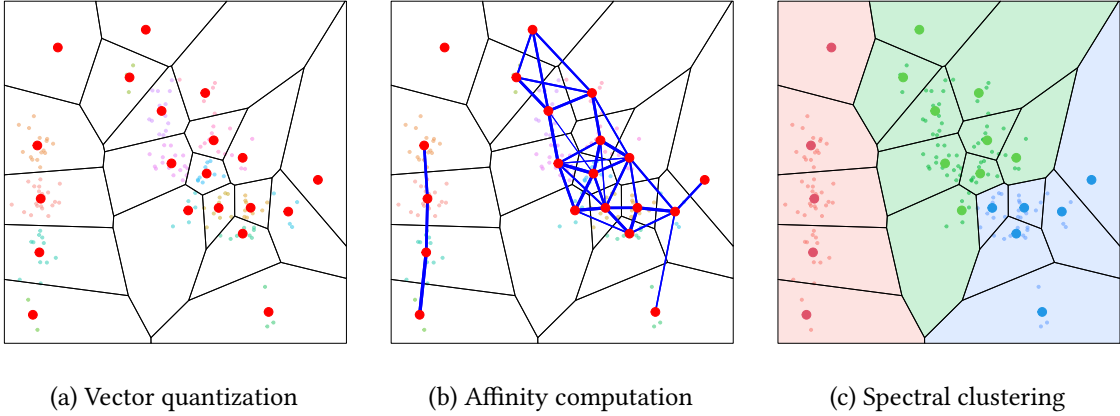 (a) Vector quantization
(b) Affinity computation
(c) Spectral clustering